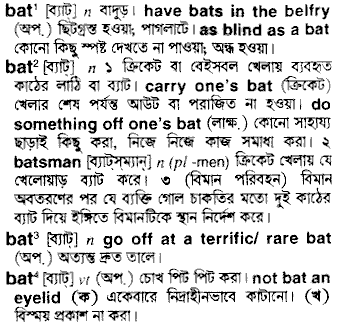 bat¹ [ব্যাট্] n বাদুড়। have bats in the belfry
(অপ.) ছিটগ্রস্ত হওয়া; পাগলাটে। as blind as a bat
কোনো কিছু স্পষ্ট দেখতে না পাওয়া; অন্ধ হওয়া।
bat² [ব্যাট্] n ১ ক্রিকেট বা বেইসবল খেলায় ব্যবহৃত
কাঠের লাঠি বা ব্যাট। carry one's bat (ক্রিকেট)
খেলার শেষ পর্যন্ত আউট বা পরাজিত না হওয়া। do
something off one's bat (লাক্ষ.) কোনো সাহায্য
ছাড়াই কিছু করা, নিজে নিজে কাজ সমাধা করা। ২
batsman [ব্যাট্‌স্‌ম্যান্] n (pl -men) ক্রিকেট খেলায় যে
খেলোয়াড় ব্যাট করে। ৩ (বিমান পরিবহন) বিমান
অবতরণের পর যে ব্যক্তি গোল চাকতির মতো দুই কাঠের
ব্যাট দিয়ে ইঙ্গিতে বিমানটিকে স্থান নির্দেশ করে।
bat³ [ব্যাট্] n go off at a terrific/ rare bat
(অপ.) অত্যন্ত দ্রুত তালে।
bat⁴ [ব্যাট্] vt (অপ.) চোখ পিট পিট করা। not bat an
eyelid (ক) একেবারে নিদ্রাহীনভাবে কাটানো। (খ)
বিস্ময় প্রকাশ না করা।